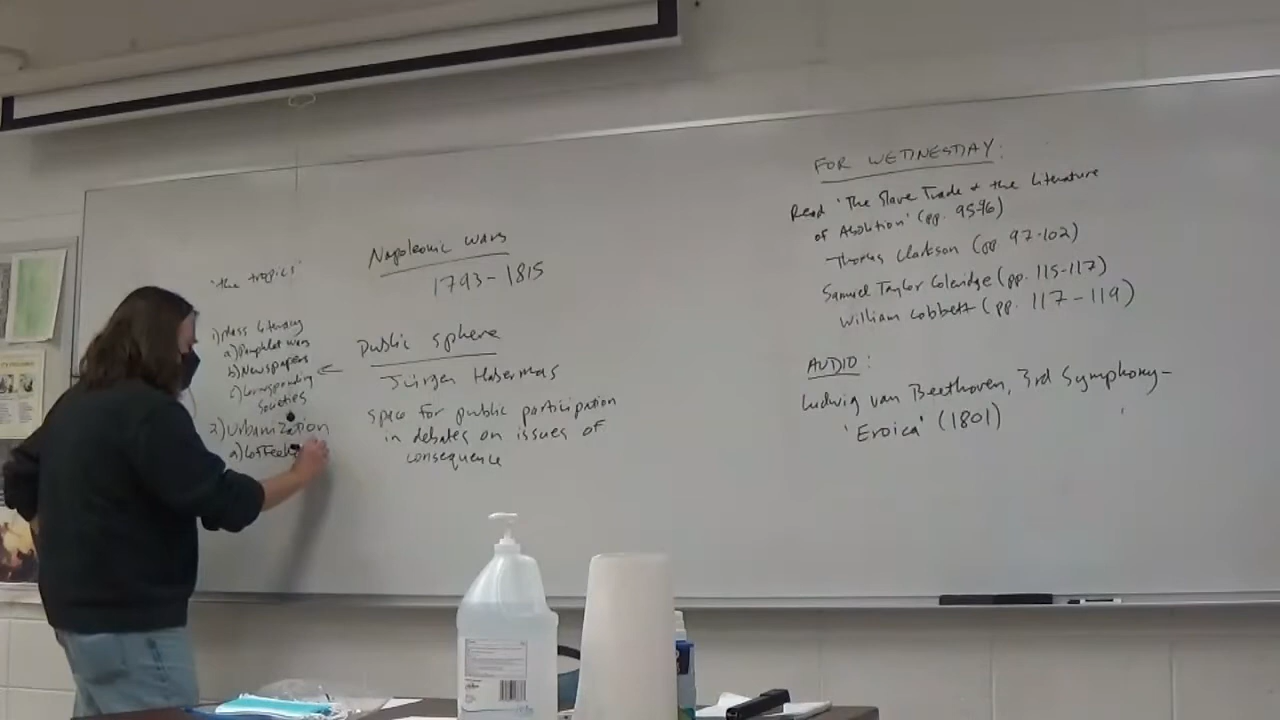 'the tropics'
1) Mass Literacy
a) Pamphlet wars
b) Newspapers
c) Corresponding
Societies
2) Urbanization
a) Coffeeh
Napoleonic Wars
1793 - 1815
Public sphere
Jürgen Habermas
space for public participation
in debates on issues of
consequence
FOR WEDNESDAY:
Read 'The Slave Trade & the Literature
of Abolition' (pp. 95-96)
Thomas Clarkson (pp 97-102)
Samuel Taylor Coleridge (pp. 115-117)
William Cobbett (pp. 117-119)
AUDIO:
Ludwig van Beethoven, 3rd Symphony-
'Eroica' (1801)